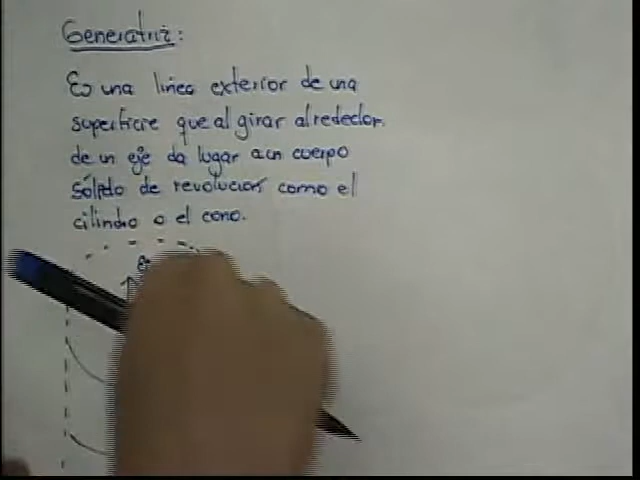 Generatriz:
Es una linea exterior de una
superficie que al girar alrededor
de un eje da lugar a un cuerpo
sólido de revolución como el
cilindro o el cono.